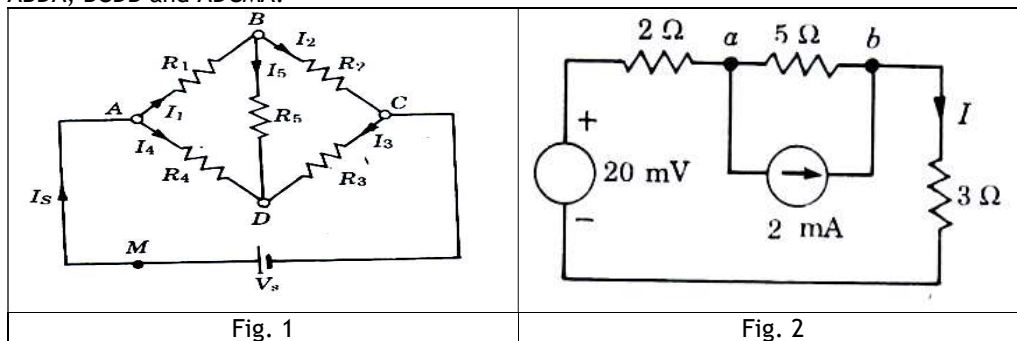 ABDA, BCDB and ADCMA.
B
I2
R1
R2
I5
A
I1
R5
C
I4
I3
R4
R3
Is
D
M
Vs
2 Ω
a
5 Ω
b
+
I
20 mV
3 Ω
−
2 mA
Fig. 1
Fig. 2